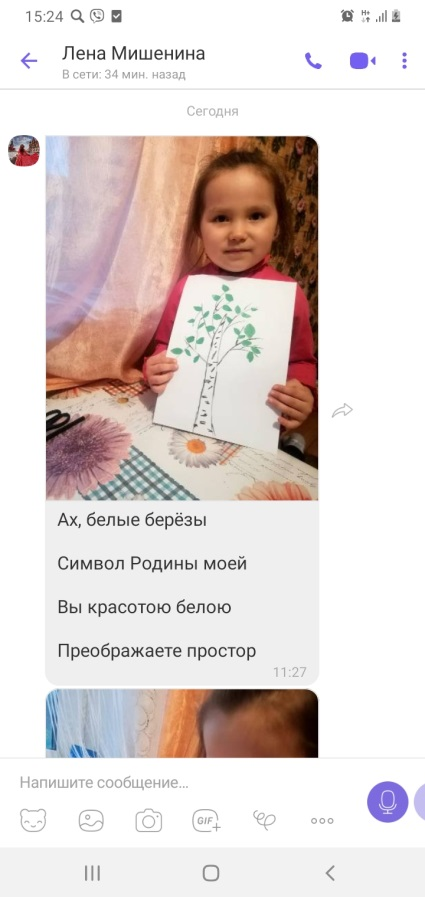 15:24
Лена Мишенина
В сети: 34 мин. назад
Сегодня
Ах, белые берёзы
Символ Родины моей
Вы красотою белою
Преображаете простор
11:27
Напишите сообщение...
GIF